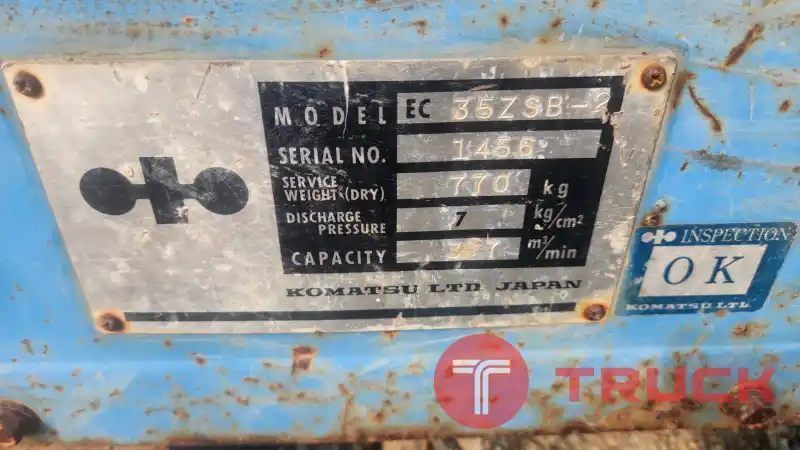 MODEL EC 35ZSB-2
SERIAL NO. 1456
SERVICE WEIGHT (DRY) 770 kg
DISCHARGE PRESSURE 7 kg/cm²
CAPACITY m³/min
KOMATSU LTD JAPAN
INSPECTION
OK
KOMATSU LTD.
T TRUCK